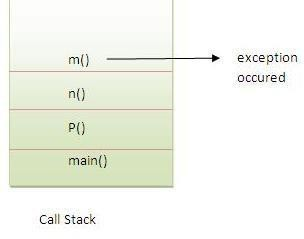 m()
exception
occured
n()
P()
main()
Call Stack